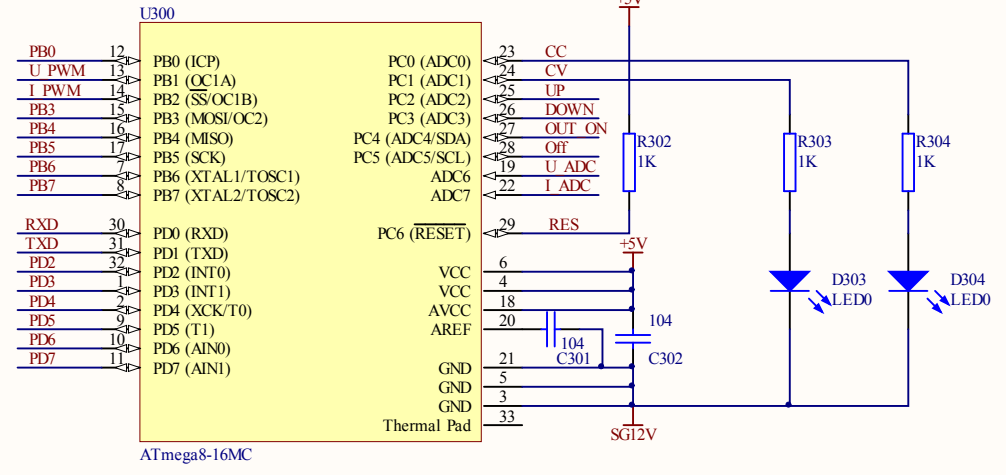 +5V
U300
PB0 12 PB0 (ICP) PC0 (ADC0) 23 CC
U_PWM 13 PB1 (OC1A) PC1 (ADC1) 24 CV
I_PWM 14 PB2 (SS/OC1B) PC2 (ADC2) 25 UP
PB3 15 PB3 (MOSI/OC2) PC3 (ADC3) 26 DOWN
PB4 16 PB4 (MISO) PC4 (ADC4/SDA) 27 OUT_ON
PB5 17 PB5 (SCK) PC5 (ADC5/SCL) 28 Off
PB6 7 PB6 (XTAL1/TOSC1) ADC6 19 U_ADC
PB7 8 PB7 (XTAL2/TOSC2) ADC7 22 I_ADC
R302 R303 R304
1K 1K 1K
RXD 30 PD0 (RXD) PC6 (RESET) 29 RES
TXD 31 PD1 (TXD) +5V
PD2 32 PD2 (INT0) VCC 6
PD3 1 PD3 (INT1) VCC 4
PD4 2 PD4 (XCK/T0) AVCC 18
PD5 9 PD5 (T1) AREF 20
PD6 10 PD6 (AIN0)
PD7 11 PD7 (AIN1) GND 21
GND 5
GND 3
Thermal Pad 33
104
C301
104
C302
D303
LED0
D304
LED0
SG12V
ATmega8-16MC